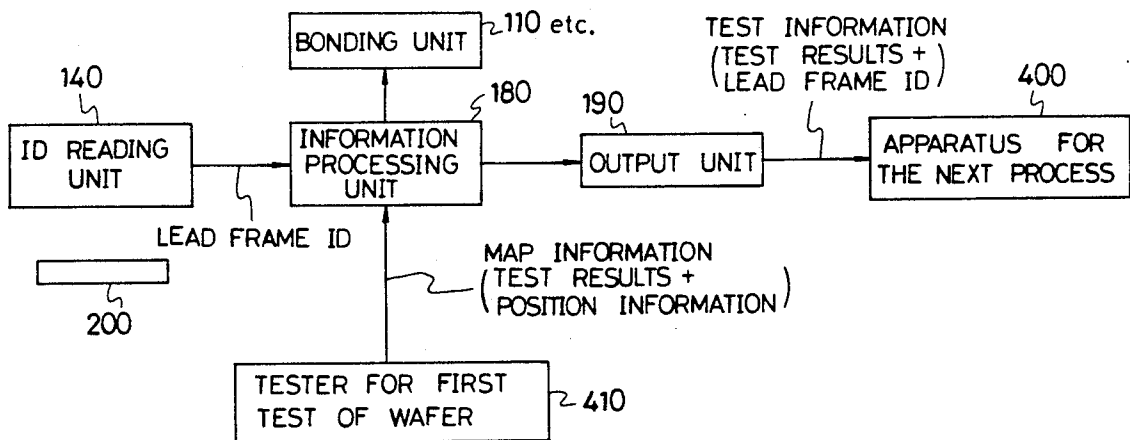 BONDING UNIT
110 etc.
TEST INFORMATION
(TEST RESULTS +
LEAD FRAME ID)
140
180
190
400
ID READING
UNIT
INFORMATION
PROCESSING
UNIT
OUTPUT UNIT
APPARATUS FOR
THE NEXT PROCESS
LEAD FRAME ID
MAP INFORMATION
(TEST RESULTS +
POSITION INFORMATION)
200
TESTER FOR FIRST
TEST OF WAFER
410